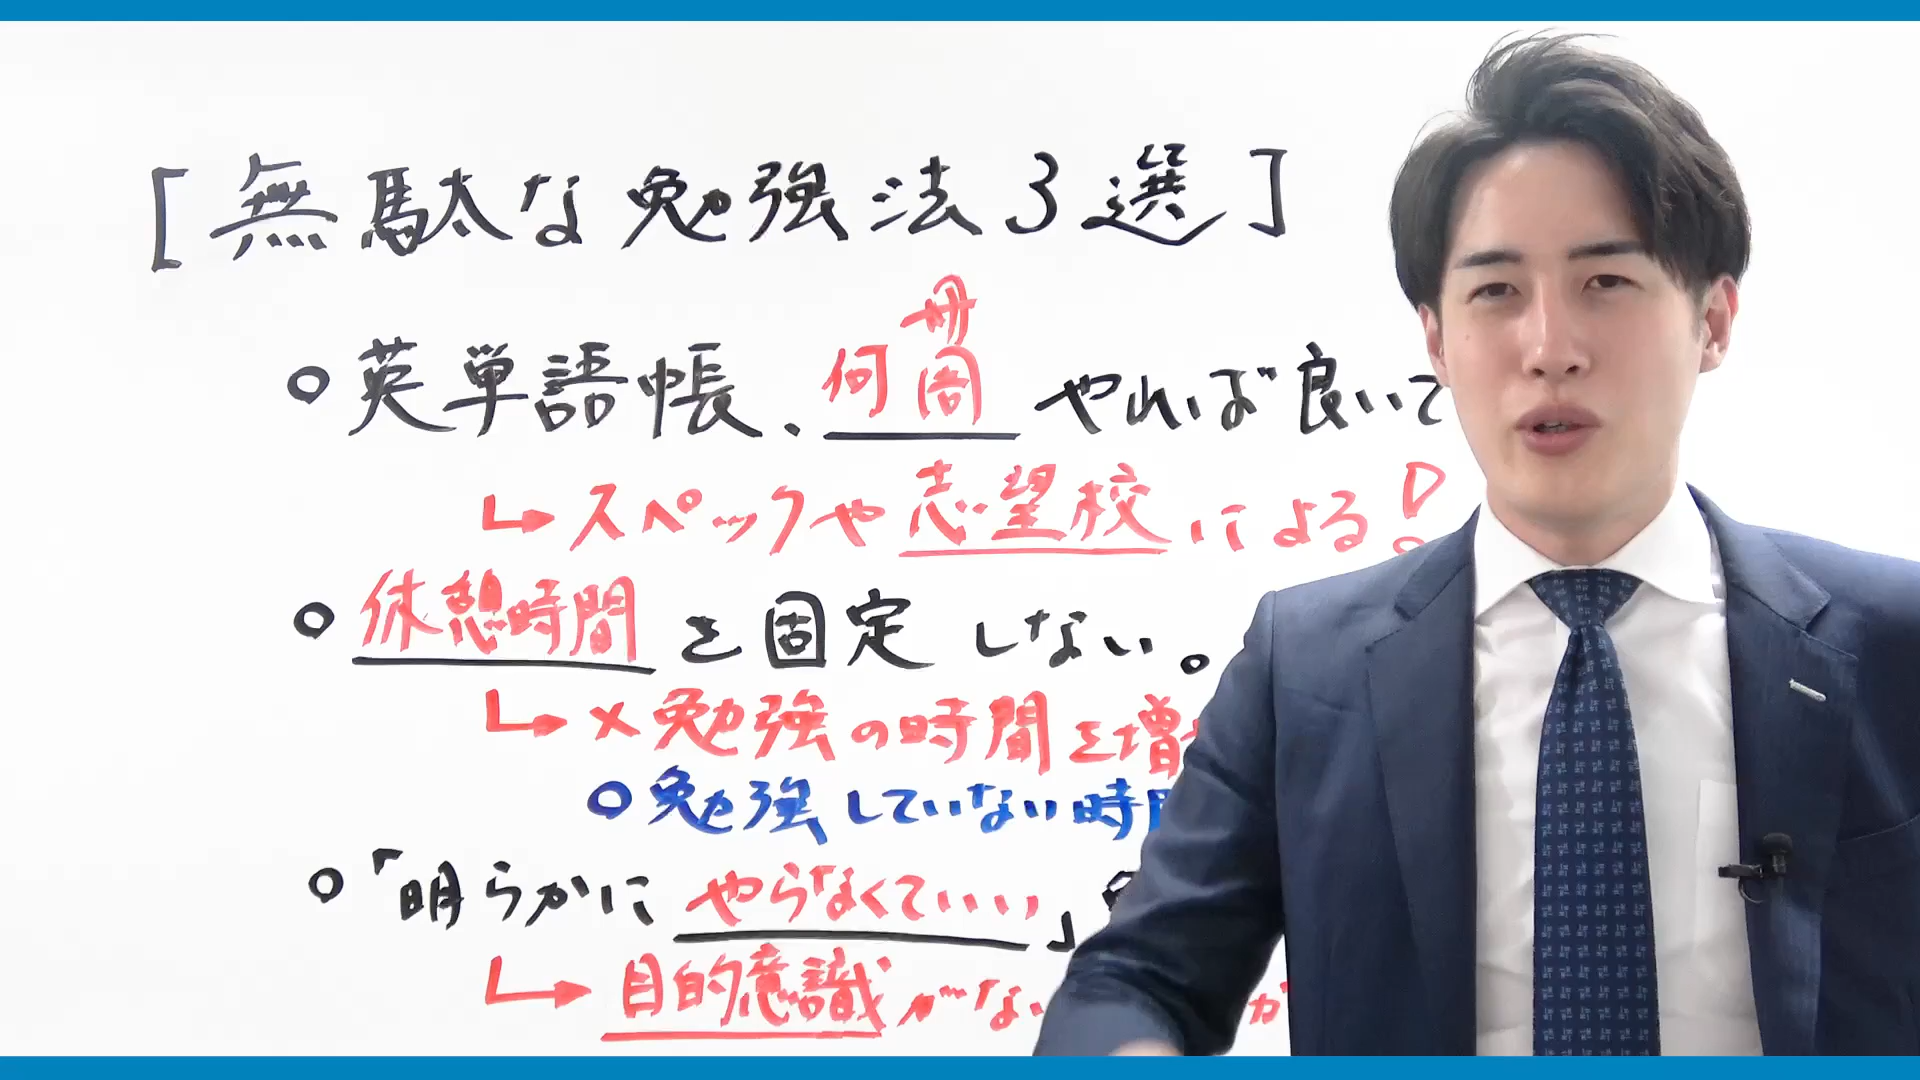 [無駄な勉強法3選]
○英単語帳、何周やれば良いて
冊
↳スペックや志望校による!
○休憩時間を固定しない。
↳×勉強の時間を増
○勉強していない時
○「明らかにやらなくていい」
↳目的意識がな
か